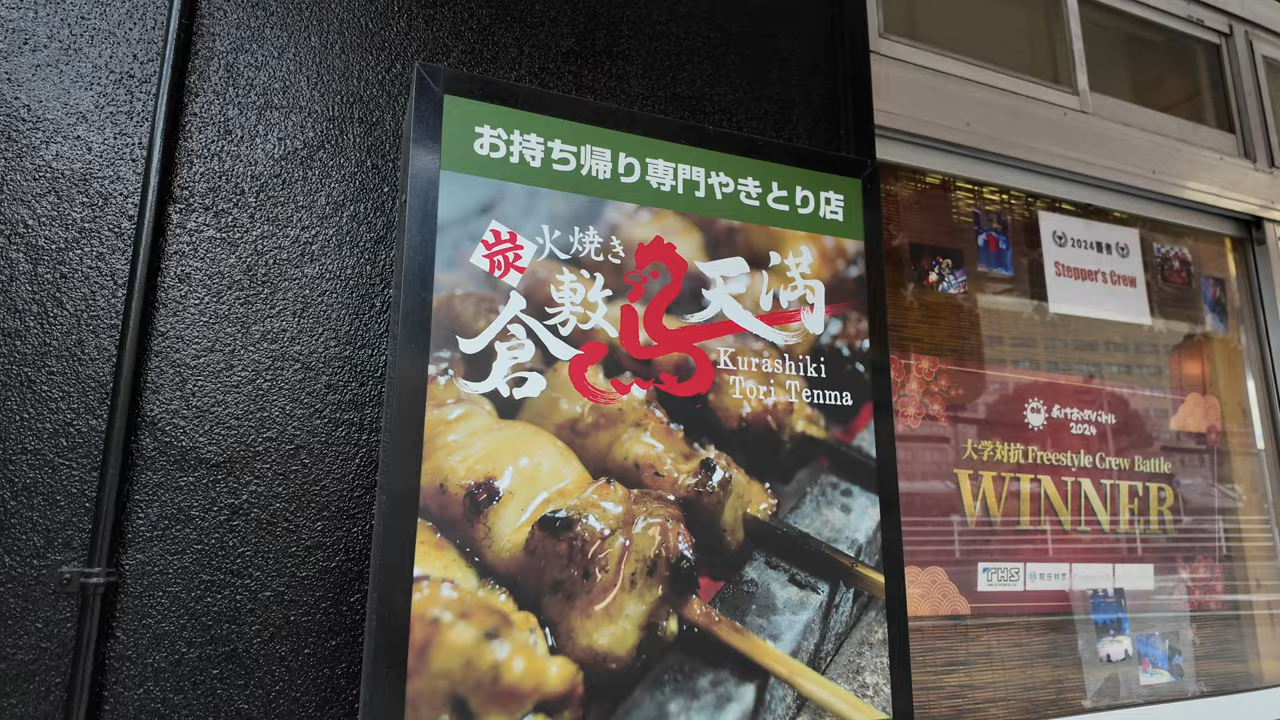 お持ち帰り専門やきとり店
炭火焼き
倉敷鳥天満
Kurashiki
Tori Tenma
2024覇者
Stepper's Crew
あけおめバトル
2024
大学対抗 Freestyle Crew Battle
WINNER
THS